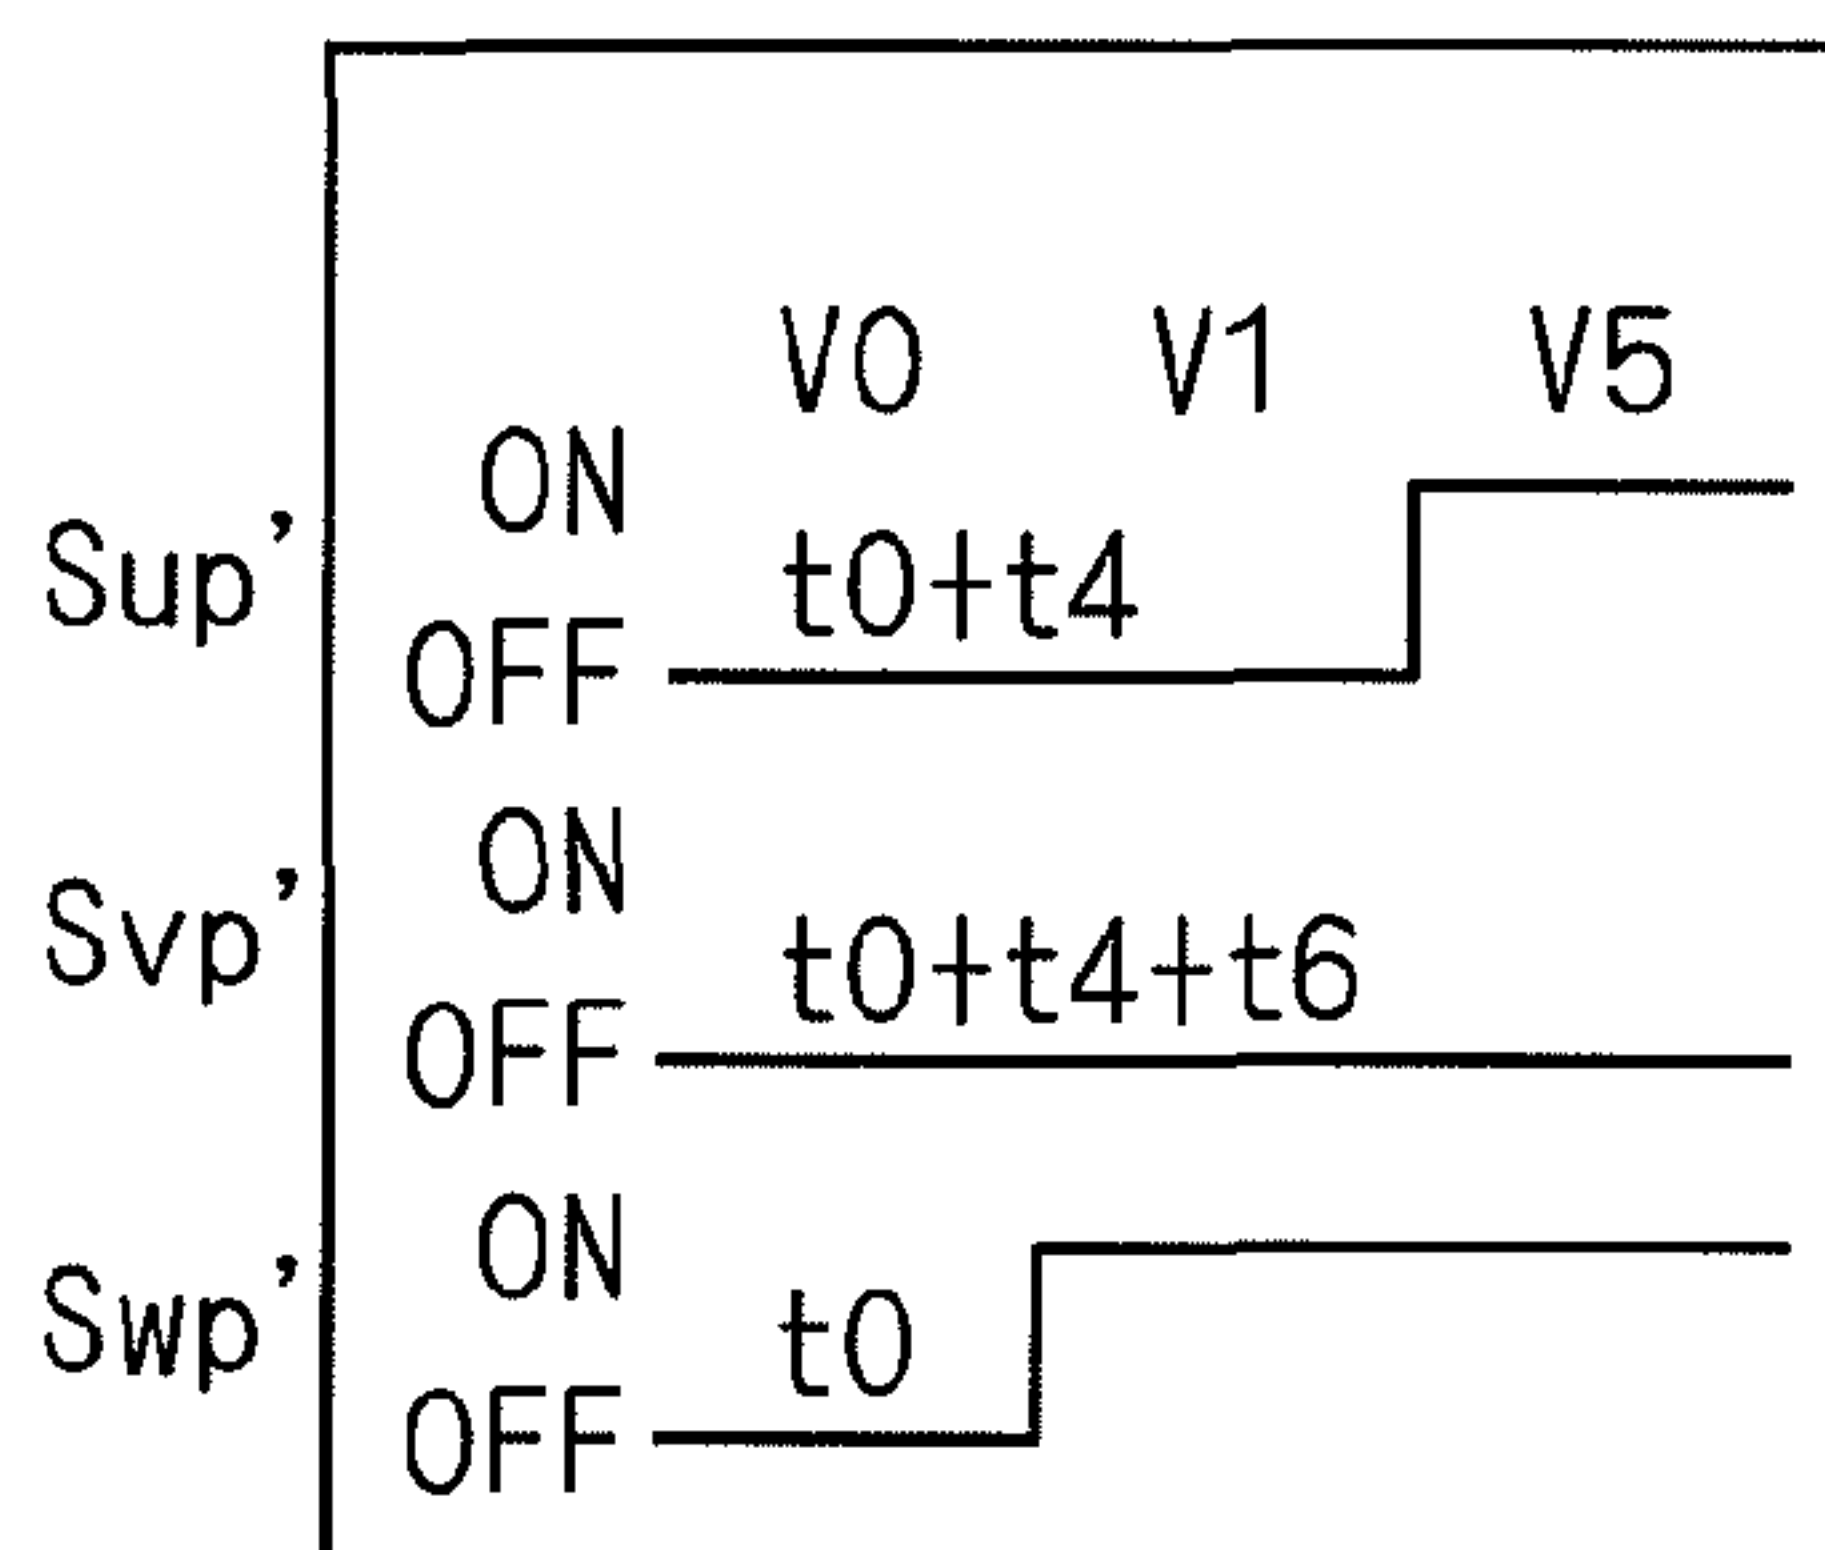 V0 V1 V5
ON
Sup’ t0+t4
OFF
ON
Svp’ t0+t4+t6
OFF
ON
Swp’ t0
OFF